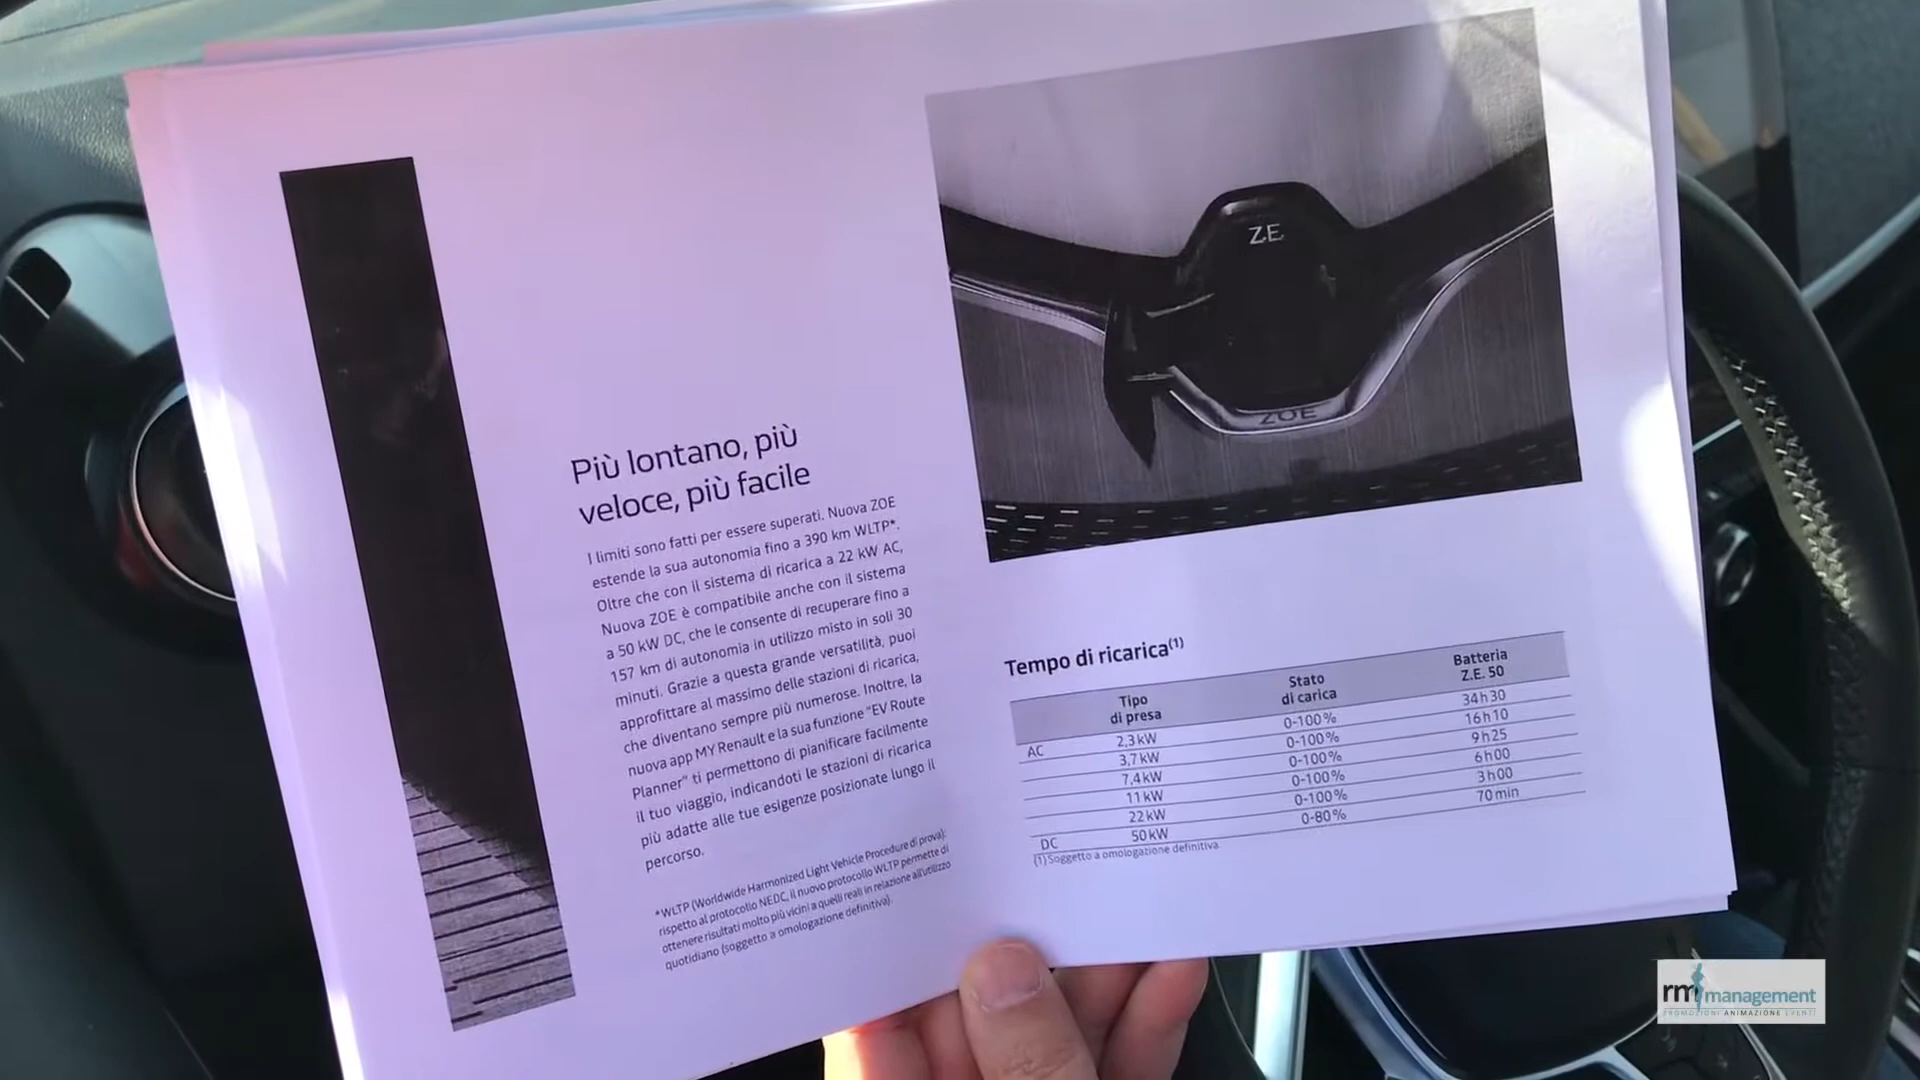 Più lontano, più
veloce, più facile
I limiti sono fatti per essere superati. Nuova ZOE
estende la sua autonomia fino a 390 km WLTP*.
Oltre che con il sistema di ricarica a 22 kW AC,
Nuova ZOE è compatibile anche con il sistema
a 50 kW DC, che le consente di recuperare fino a
157 km di autonomia in utilizzo misto in soli 30
minuti. Grazie a questa grande versatilità, puoi
approfittare al massimo delle stazioni di ricarica,
che diventano sempre più numerose. Inoltre, la
nuova app MY Renault e la sua funzione "EV Route
Planner" ti permettono di pianificare facilmente
il tuo viaggio, indicandoti le stazioni di ricarica
più adatte alle tue esigenze posizionate lungo il
percorso.
*WLTP (Worldwide Harmonized Light Vehicle Procedure di prova):
rispetto al protocollo NEDC, il nuovo protocollo WLTP permette di
ottenere risultati molto più vicini a quelli reali in relazione all'utilizzo
quotidiano (soggetto a omologazione definitiva).
Z.E.
ZOE
Tempo di ricarica(1)
Tipo di presa Stato di carica Batteria Z.E. 50
AC 2,3 kW 0-100% 34 h 30
3,7 kW 0-100% 16 h 10
7,4 kW 0-100% 9 h 25
11 kW 0-100% 6 h 00
22 kW 0-100% 3 h 00
DC 50 kW 0-80% 70 min
(1) Soggetto a omologazione definitiva
rm management
PROMOZIONI ANIMAZIONE EVENTI